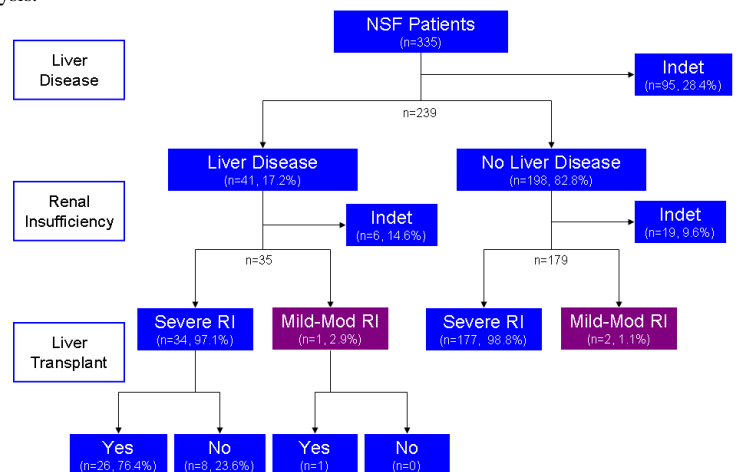 NSF Patients
(n=335)
Liver
Disease
Indet
(n=95, 28.4%)
n=239
Liver Disease
(n=41, 17.2%)
No Liver Disease
(n=198, 82.8%)
Renal
Insufficiency
Indet
(n=6, 14.6%)
Indet
(n=19, 9.6%)
n=35
n=179
Severe RI
(n=34, 97.1%)
Mild-Mod RI
(n=1, 2.9%)
Severe RI
(n=177, 98.8%)
Mild-Mod RI
(n=2, 1.1%)
Liver
Transplant
Yes
(n=26, 76.4%)
No
(n=8, 23.6%)
Yes
(n=1)
No
(n=0)